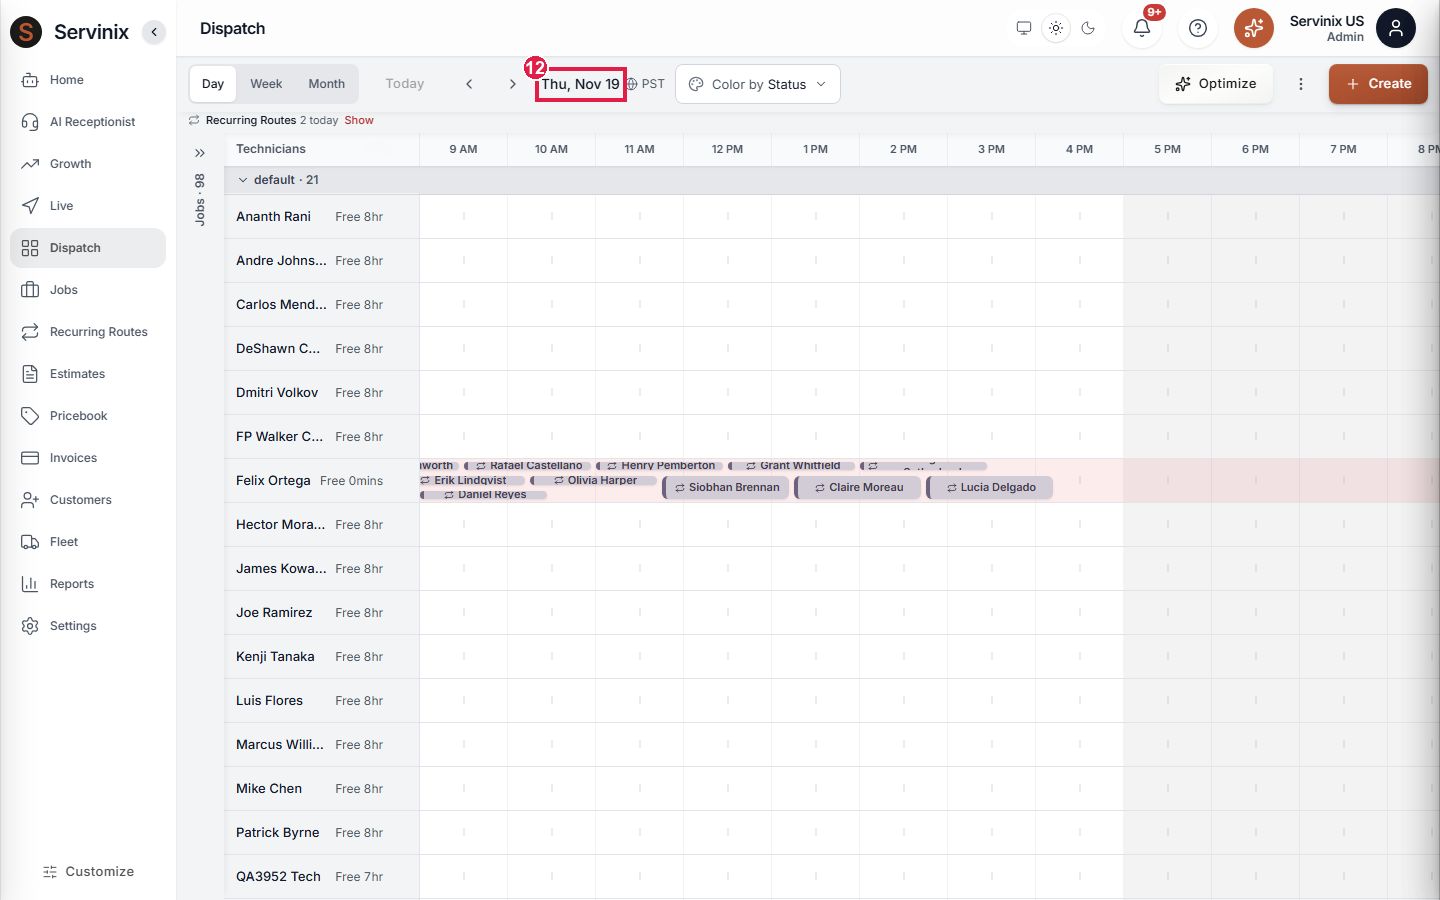 Servinix
Dispatch
9+
Servinix US
Admin
Home
AI Receptionist
Growth
Live
Dispatch
Jobs
Recurring Routes
Estimates
Pricebook
Invoices
Customers
Fleet
Reports
Settings
Customize
Day
Week
Month
Today
12
Thu, Nov 19
PST
Color by Status
Optimize
Create
Recurring Routes 2 today Show
Jobs · 98
Technicians
9 AM
10 AM
11 AM
12 PM
1 PM
2 PM
3 PM
4 PM
5 PM
6 PM
7 PM
8 PM
default · 21
Ananth Rani Free 8hr
Andre Johns... Free 8hr
Carlos Mend... Free 8hr
DeShawn C... Free 8hr
Dmitri Volkov Free 8hr
FP Walker C... Free 8hr
Felix Ortega Free 0mins
worth
Rafael Castellano
Henry Pemberton
Grant Whitfield
Erik Lindqvist
Olivia Harper
Siobhan Brennan
Claire Moreau
Lucia Delgado
Daniel Reyes
Hector Mora... Free 8hr
James Kowa... Free 8hr
Joe Ramirez Free 8hr
Kenji Tanaka Free 8hr
Luis Flores Free 8hr
Marcus Willi... Free 8hr
Mike Chen Free 8hr
Patrick Byrne Free 8hr
QA3952 Tech Free 7hr